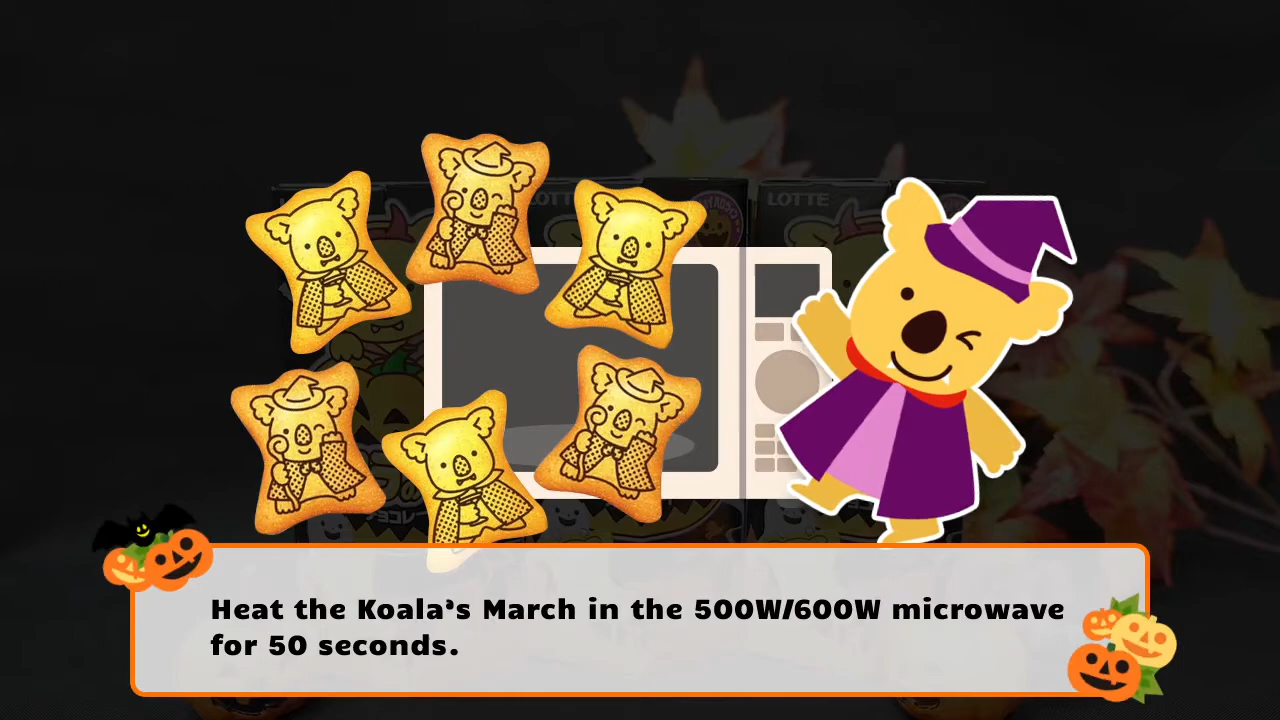 LOTTE
LOTTE
Heat the Koala’s March in the 500W/600W microwave
for 50 seconds.